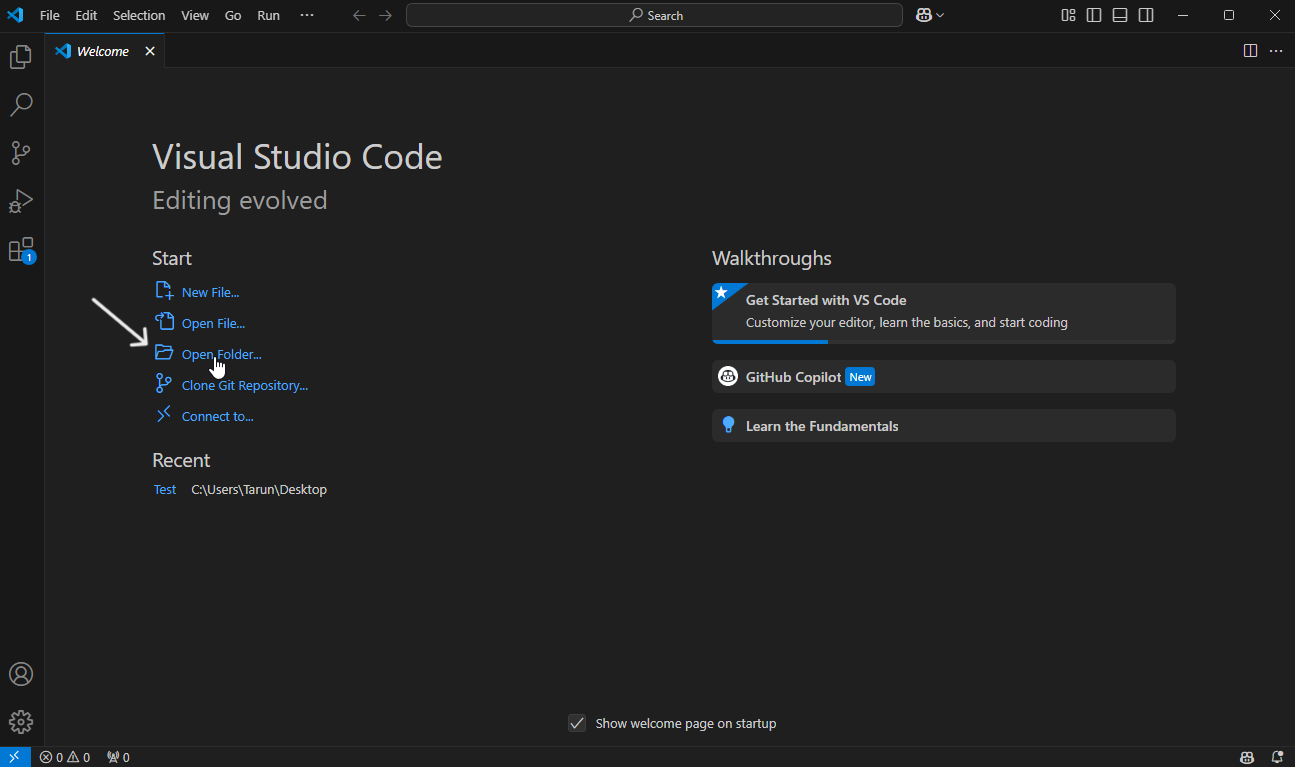 File Edit Selection View Go Run ··· Search
Welcome
Visual Studio Code
Editing evolved
Start
New File...
Open File...
Open Folder...
Clone Git Repository...
Connect to...
Recent
Test C:\Users\Tarun\Desktop
Walkthroughs
Get Started with VS Code
Customize your editor, learn the basics, and start coding
GitHub Copilot New
Learn the Fundamentals
1
Show welcome page on startup
0 0 0